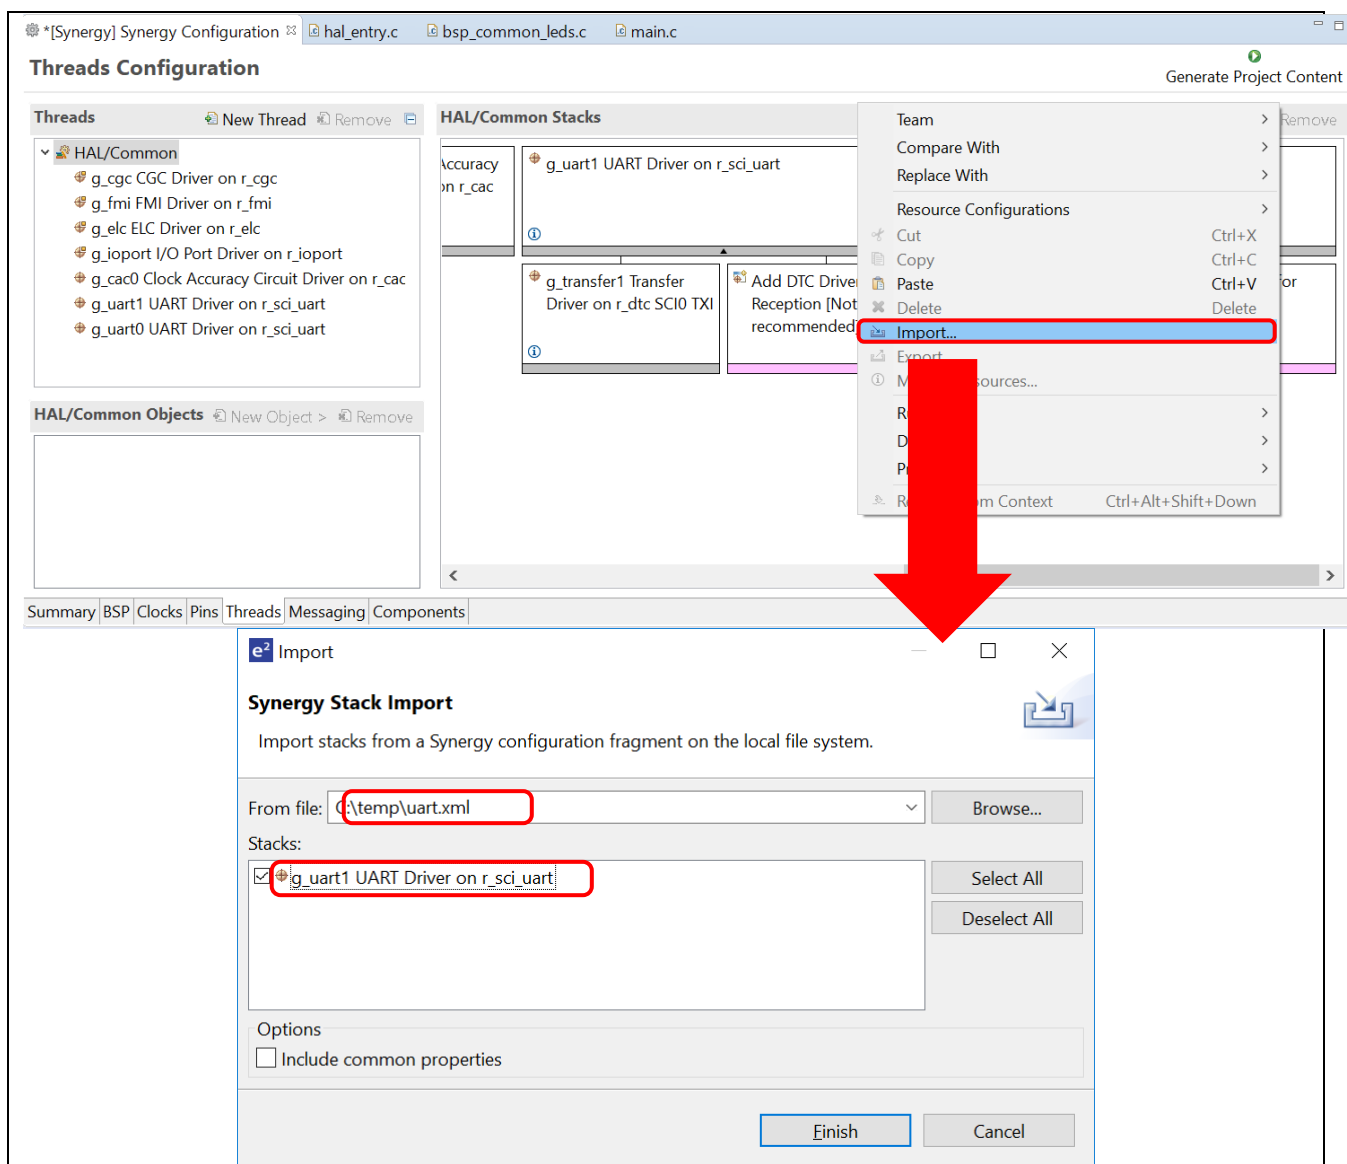 *[Synergy] Synergy Configuration hal_entry.c bsp_common_leds.c main.c
Threads Configuration
Generate Project Content
Threads New Thread Remove
HAL/Common
g_cgc CGC Driver on r_cgc
g_fmi FMI Driver on r_fmi
g_elc ELC Driver on r_elc
g_ioport I/O Port Driver on r_ioport
g_cac0 Clock Accuracy Circuit Driver on r_cac
g_uart1 UART Driver on r_sci_uart
g_uart0 UART Driver on r_sci_uart
HAL/Common Objects New Object > Remove
HAL/Common Stacks
Remove
Accuracy
on r_cac
g_uart1 UART Driver on r_sci_uart
g_transfer1 Transfer
Driver on r_dtc SCI0 TXI
Add DTC Driver
Reception [Not
recommended]
for
Team
Compare With
Replace With
Resource Configurations
Cut Ctrl+X
Copy Ctrl+C
Paste Ctrl+V
Delete Delete
Import...
Export
Context Ctrl+Alt+Shift+Down
Summary BSP Clocks Pins Threads Messaging Components
e² Import
Synergy Stack Import
Import stacks from a Synergy configuration fragment on the local file system.
From file: C:\temp\uart.xml Browse...
Stacks:
g_uart1 UART Driver on r_sci_uart
Select All
Deselect All
Options
Include common properties
Finish Cancel